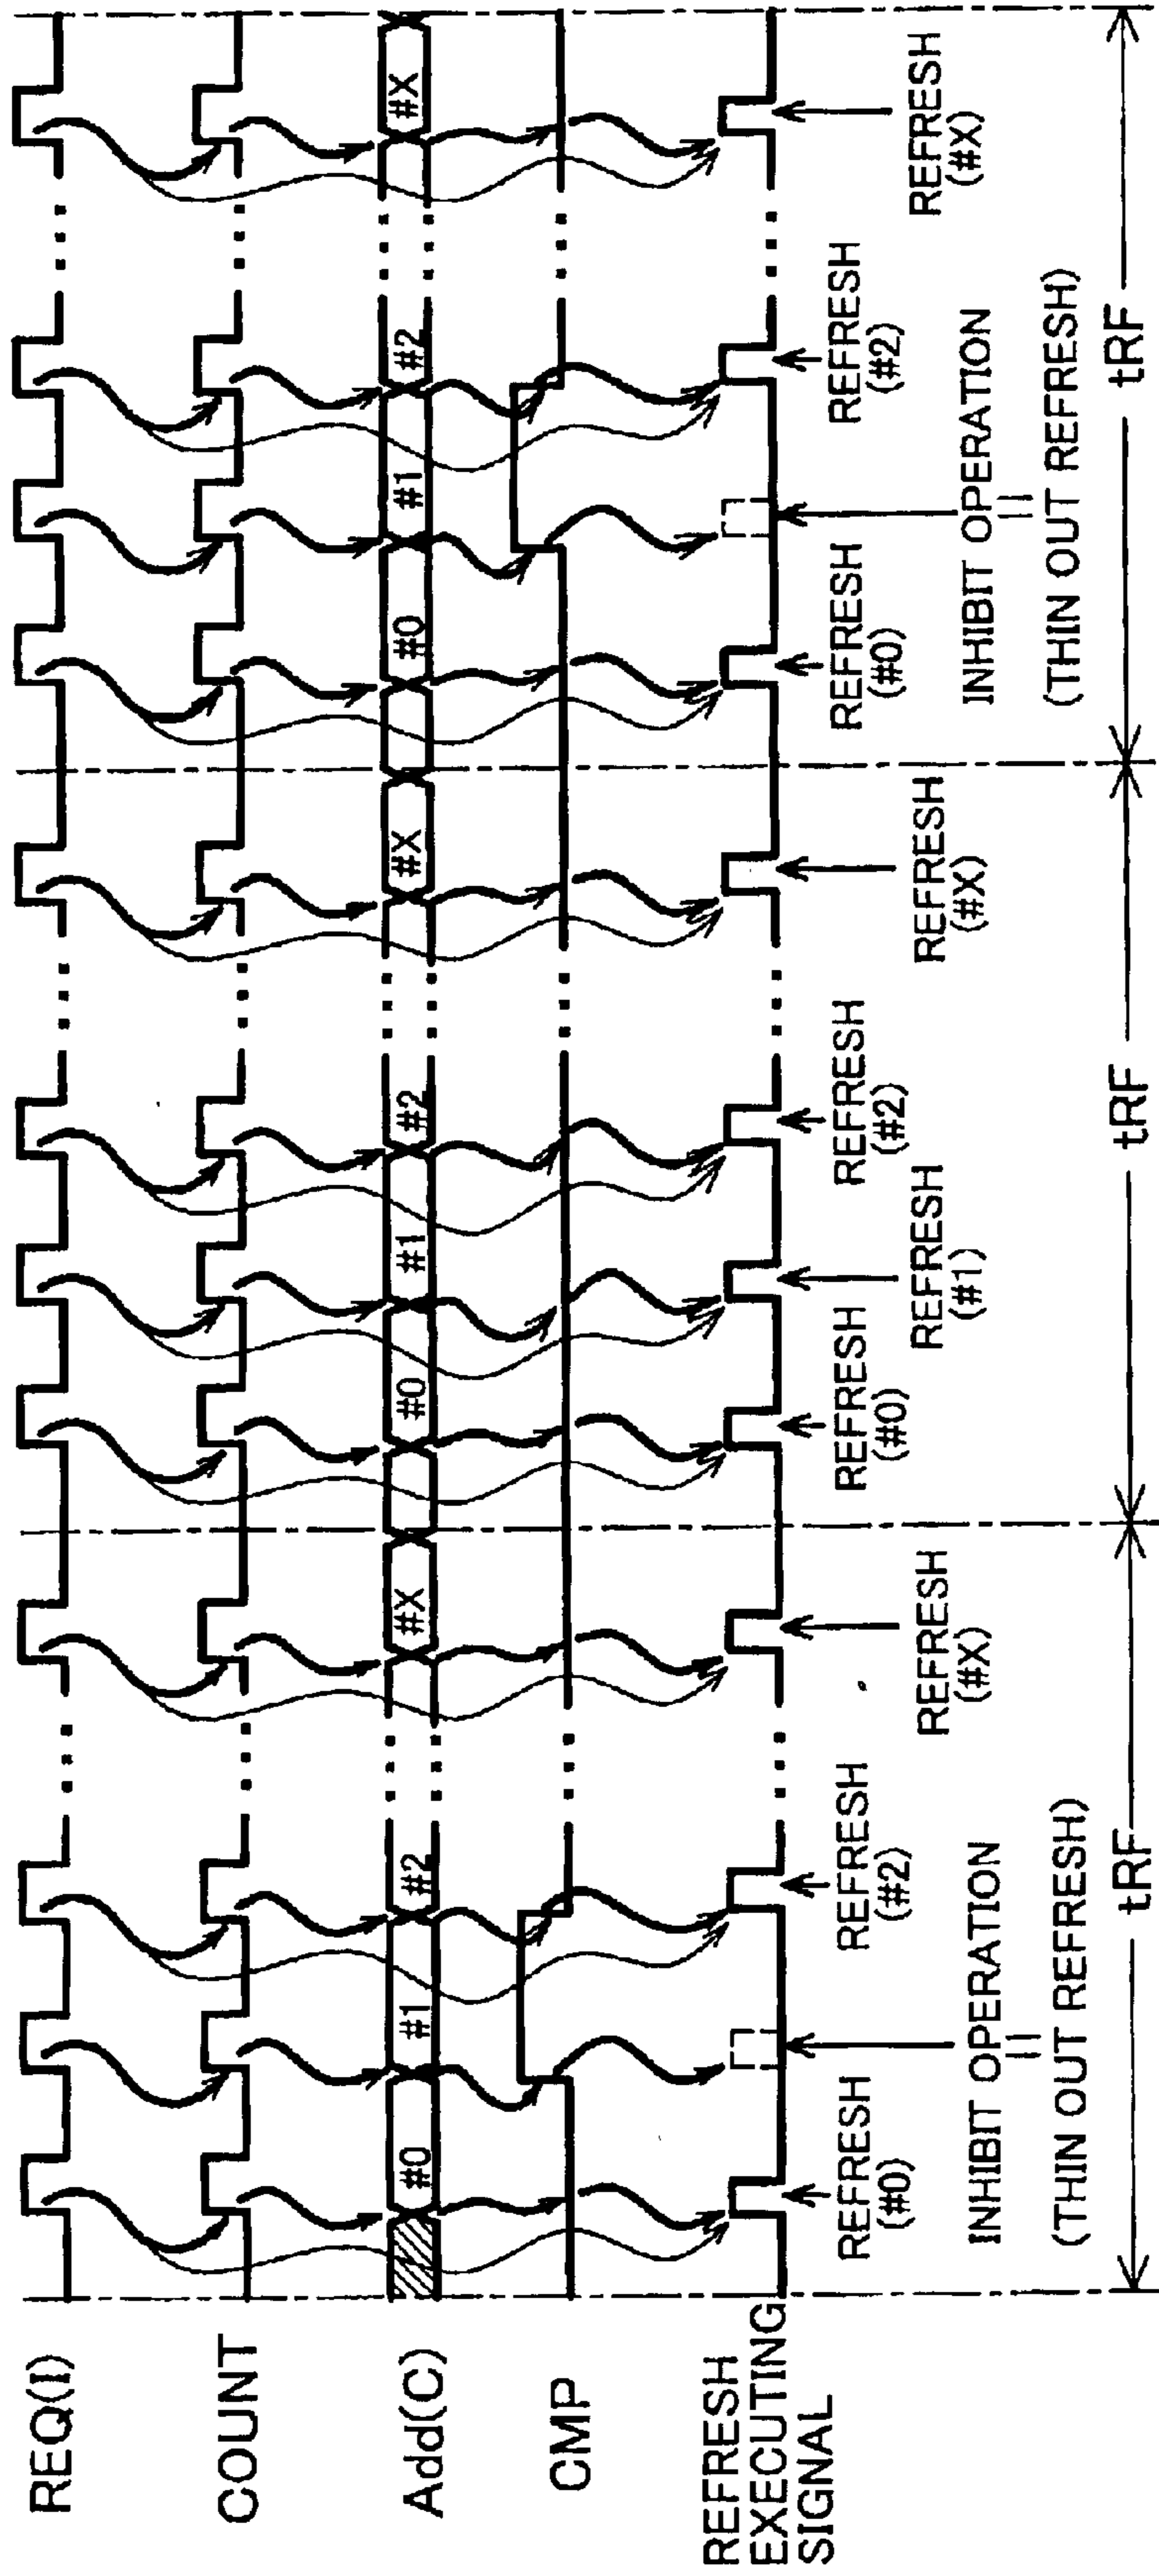 REQ(I)
COUNT
Add(C)
#0
#1
#2
#X
#0
#1
#2
#X
#0
#1
#2
#X
CMP
REFRESH
EXECUTING
SIGNAL
REFRESH
(#0)
INHIBIT OPERATION
=
(THIN OUT REFRESH)
REFRESH
(#2)
REFRESH
(#X)
REFRESH
(#0)
REFRESH
(#1)
REFRESH
(#2)
REFRESH
(#X)
REFRESH
(#0)
INHIBIT OPERATION
=
(THIN OUT REFRESH)
REFRESH
(#2)
REFRESH
(#X)
tRF
tRF
tRF